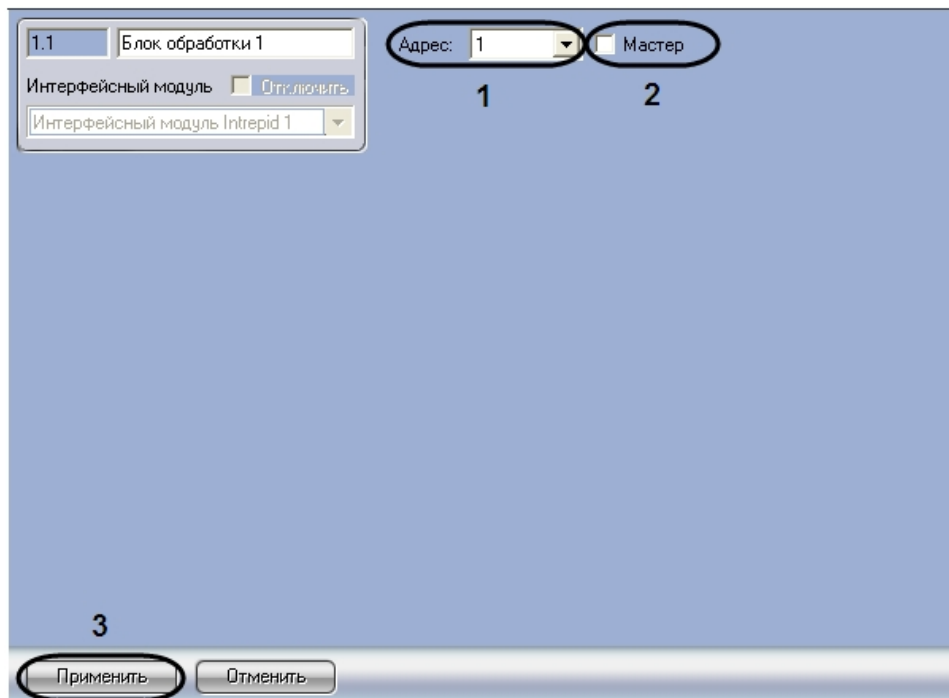 1.1 Блок обработки 1
Интерфейсный модуль Отключить
Интерфейсный модуль Intrepid 1
Адрес: 1 Мастер
1 2
3
Применить Отменить